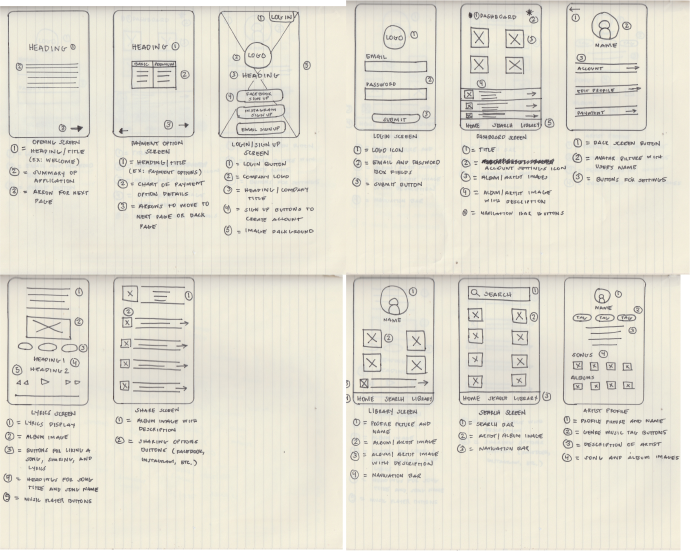 HEADING ①
②
③
OPENING SCREEN
① = HEADING/TITLE
(EX: WELCOME)
② = SUMMARY OF
APPLICATION
③ = ARROW FOR NEXT
PAGE
HEADING ①
BASIC PREMIUM
②
③
PAYMENT OPTION
SCREEN
① = HEADING/TITLE
(EX: PAYMENT OPTIONS)
② = CHART OF PAYMENT
OPTION DETAILS
③ = ARROWS TO MOVE TO
NEXT PAGE OR BACK
PAGE
① LOG IN
②
LOGO
③ HEADING
④
FACEBOOK
SIGN UP
INSTAGRAM
SIGN UP
EMAIL SIGN UP
⑤
LOGIN/SIGN UP
SCREEN
① = LOGIN BUTTON
② = COMPANY LOGO
③ = HEADING/COMPANY
TITLE
④ = SIGN UP BUTTONS TO
CREATE ACCOUNT
⑤ = IMAGE BACKGROUND
LOGO ①
EMAIL
②
PASSWORD
SUBMIT ③
LOGIN SCREEN
① = LOGO ICON
② = EMAIL AND PASSWORD
BOX FIELDS
③ = SUBMIT BUTTON
① DASHBOARD
②
③
④
HOME SEARCH LIBRARY ⑤
DASHBOARD SCREEN
① = TITLE
② =
ACCOUNT SETTINGS ICON
③ = ALBUM/ARTIST IMAGES
④ = ALBUM/ARTIST IMAGE
WITH DESCRIPTION
⑤ = NAVIGATION BAR BUTTONS
①
②
NAME
③
ACCOUNT
EDIT PROFILE
PAYMENT
① = BACK SCREEN BUTTON
② = AVATAR PICTURE WITH
USER'S NAME
③ = BUTTONS FOR SETTINGS
①
②
③
HEADING 1 ④
HEADING 2
⑤
LYRICS SCREEN
① = LYRICS DISPLAY
② = ALBUM IMAGE
③ = BUTTONS FOR LIKING A
SONG, SHARING, AND
LYRICS
④ = HEADINGS FOR SONG
TITLE AND SONG NAME
⑤ = MUSIC PLAYER BUTTONS
①
②
SHARE SCREEN
① = ALBUM IMAGE WITH
DESCRIPTION
② = SHARING OPTIONS
BUTTONS (FACEBOOK,
INSTAGRAM, ETC.)
①
NAME
②
HOME SEARCH LIBRARY
LIBRARY SCREEN
① = PROFILE PICTURE AND
NAME
② = ALBUM/ARTIST IMAGE
③ = ALBUM/ARTIST IMAGE
WITH DESCRIPTION
④ = NAVIGATION BAR
SEARCH ①
②
HOME SEARCH LIBRARY ③
SEARCH SCREEN
① = SEARCH BAR
② = ARTIST/ALBUM IMAGE
③ = NAVIGATION BAR
①
NAME
TAG TAG TAG ②
③
SONGS ④
ALBUMS
ARTIST PROFILE
① = PROFILE PICTURE AND NAME
② = GENRE MUSIC TAG BUTTONS
③ = DESCRIPTION OF ARTIST
④ = SONG AND ALBUM IMAGES